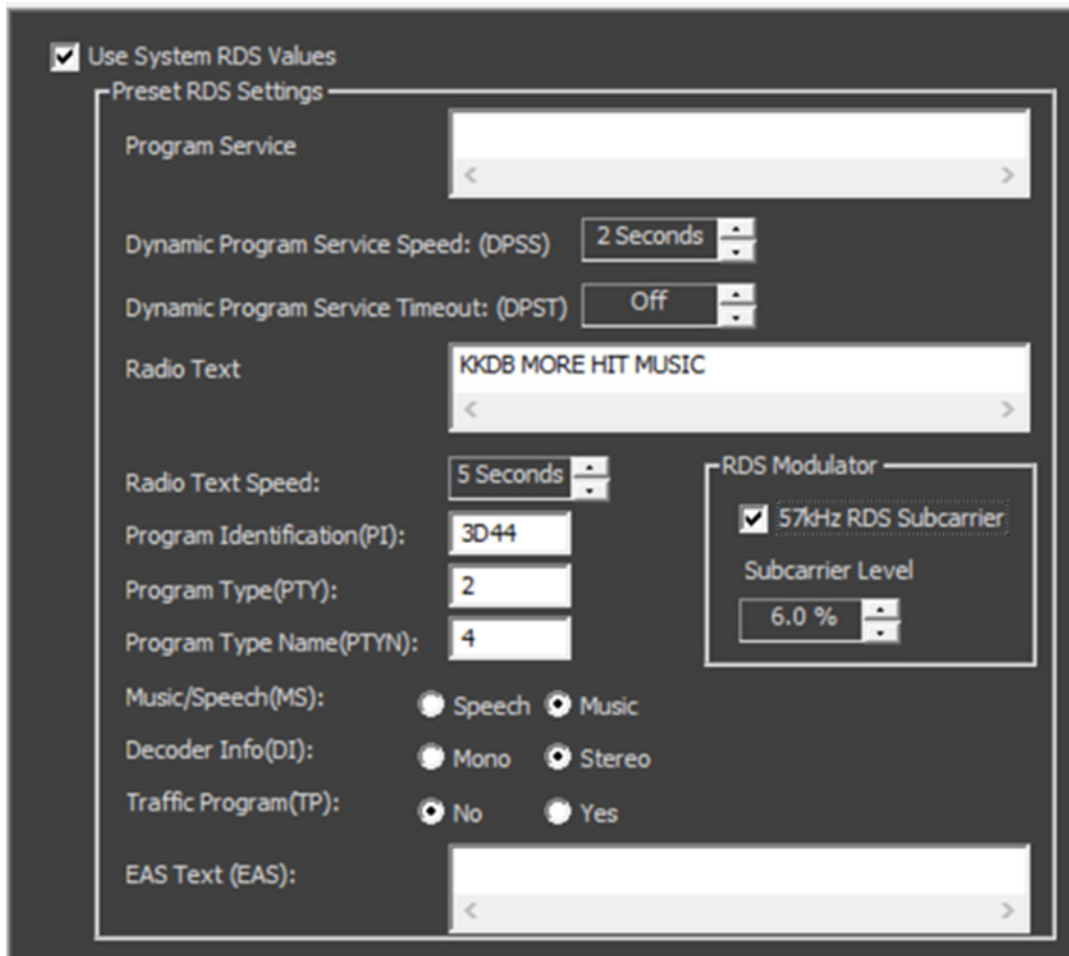 Use System RDS Values
Preset RDS Settings
Program Service
Dynamic Program Service Speed: (DPSS) 2 Seconds
Dynamic Program Service Timeout: (DPST) Off
Radio Text KKDB MORE HIT MUSIC
Radio Text Speed: 5 Seconds
Program Identification(PI): 3D44
Program Type(PTY): 2
Program Type Name(PTYN): 4
RDS Modulator
57kHz RDS Subcarrier
Subcarrier Level
6.0 %
Music/Speech(MS): Speech Music
Decoder Info(DI): Mono Stereo
Traffic Program(TP): No Yes
EAS Text (EAS):